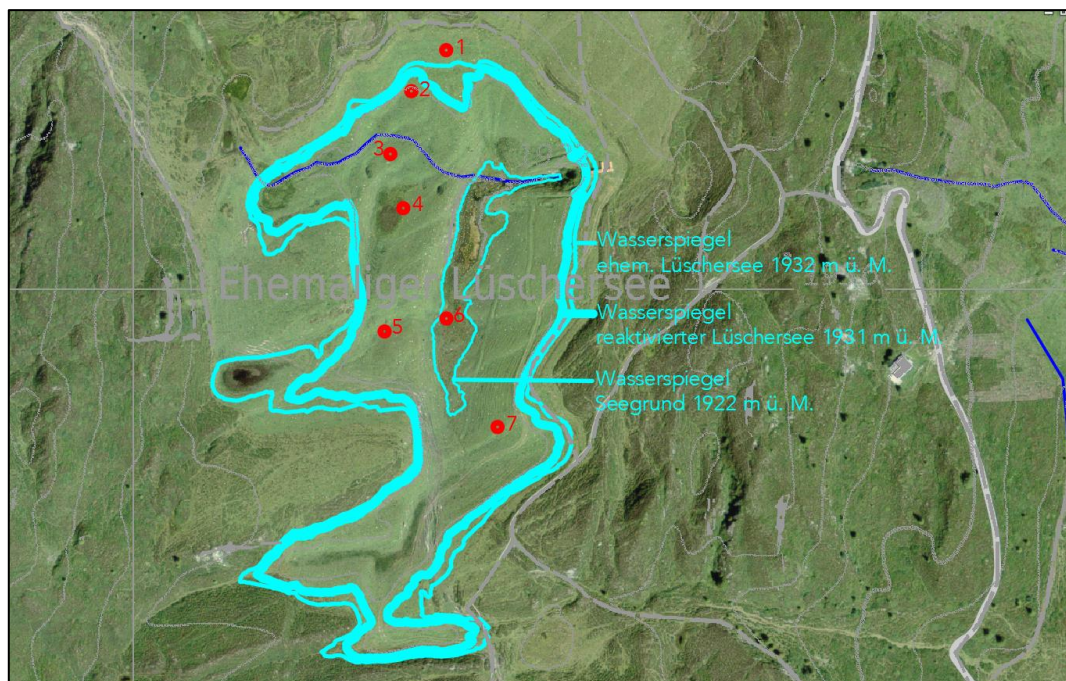 1
2
3
4
Wasserspiegel
ehem. Lüschersee 1932 m ü. M.
Ehemaliger Lüschersee
Wasserspiegel
reaktivierter Lüschersee 1931 m ü. M.
6
5
Wasserspiegel
Seegrund 1922 m ü. M.
7